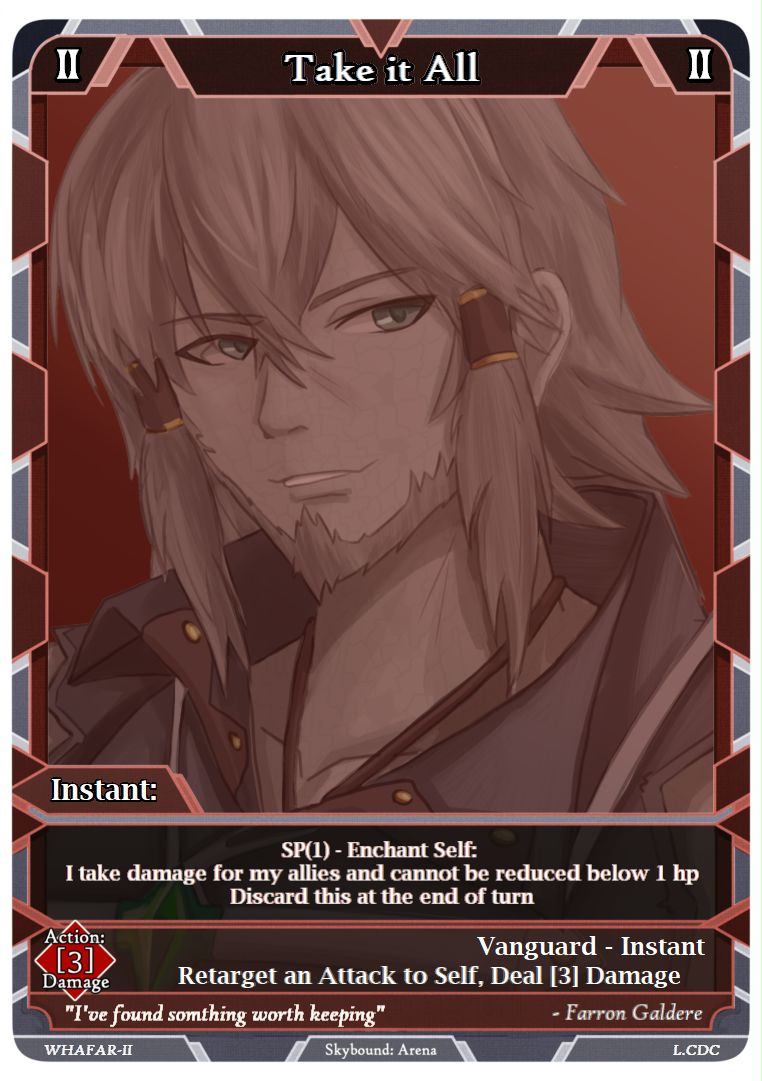 II Take it All II
Instant:
SP(1) - Enchant Self:
I take damage for my allies and cannot be reduced below 1 hp
Discard this at the end of turn
Action:
[3]
Damage
Vanguard - Instant
Retarget an Attack to Self, Deal [3] Damage
"I've found somthing worth keeping" - Farron Galdere
WHAFAR-II Skybound: Arena L.CDC